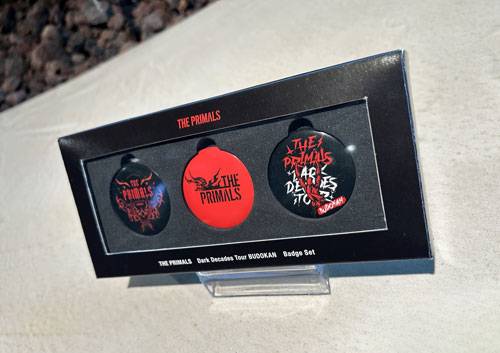 THE PRIMALS
THE
PRIMALS
THE
PRIMALS
THE
PRIMALS
DARK
DECADES
TOUR
BUDOKAN
THE PRIMALS Dark Decades Tour BUDOKAN Badge Set